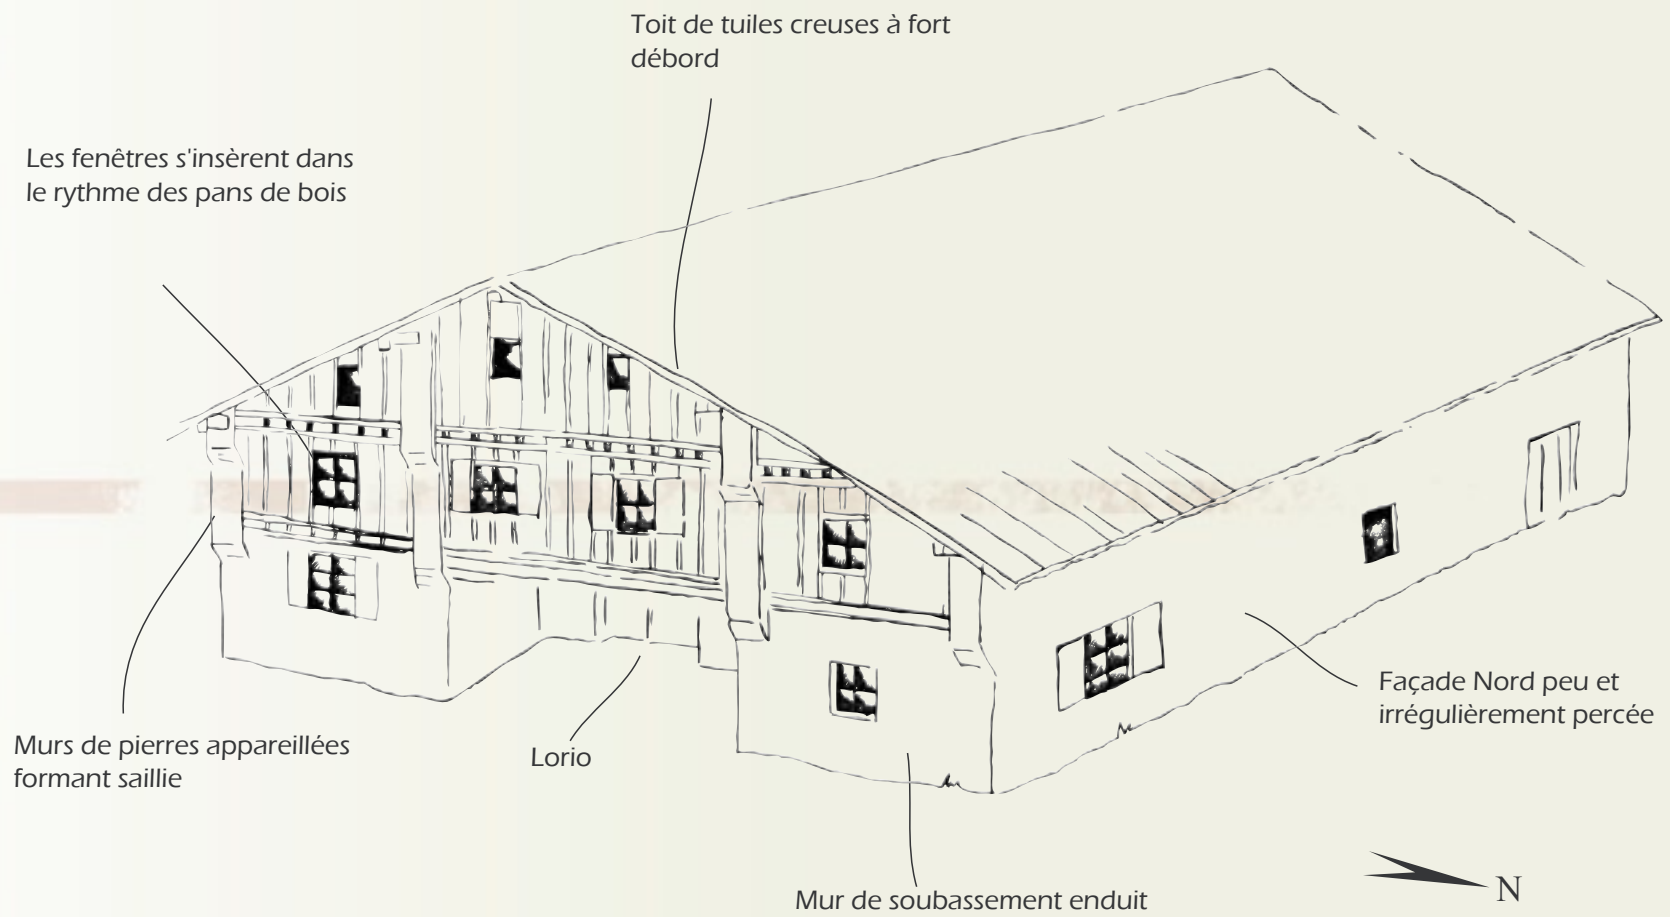 Toit de tuiles creuses à fort
débord
Les fenêtres s'insèrent dans
le rythme des pans de bois
Façade Nord peu et
irrégulièrement percée
Murs de pierres appareillées
formant saillie
Lorio
Mur de soubassement enduit
N